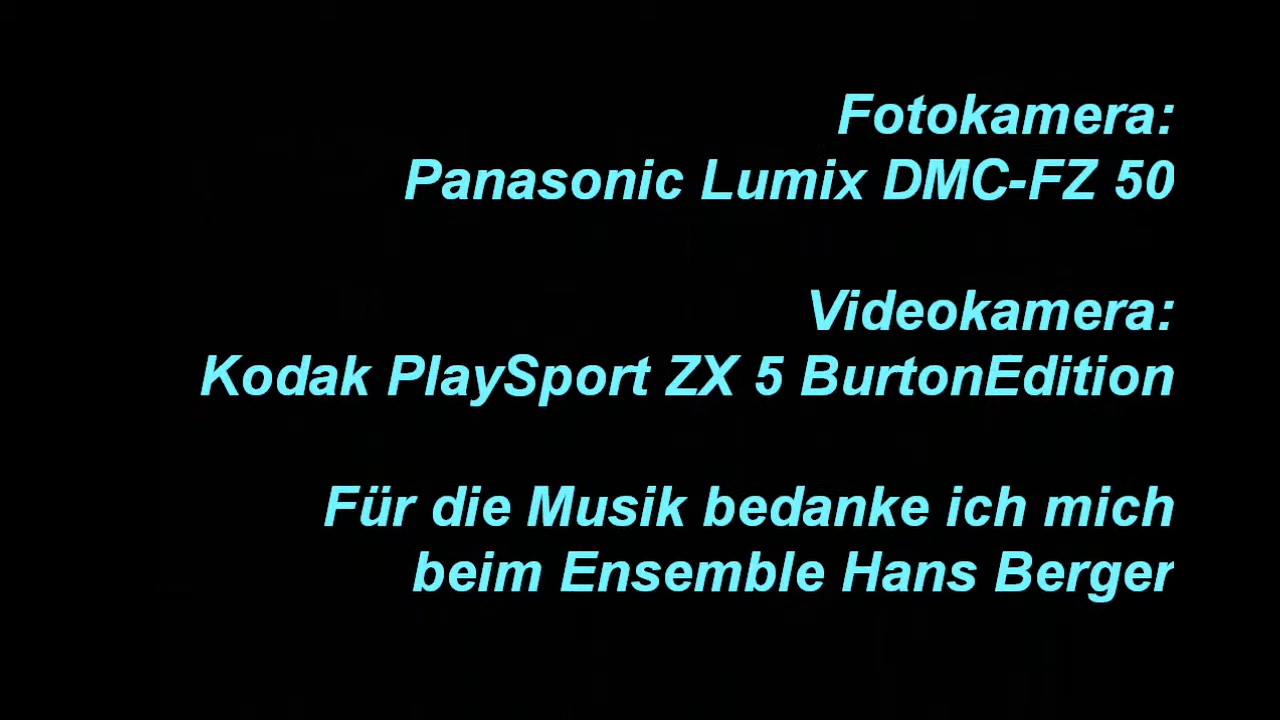 Fotokamera:
Panasonic Lumix DMC-FZ 50
Videokamera:
Kodak PlaySport ZX 5 BurtonEdition
Für die Musik bedanke ich mich
beim Ensemble Hans Berger